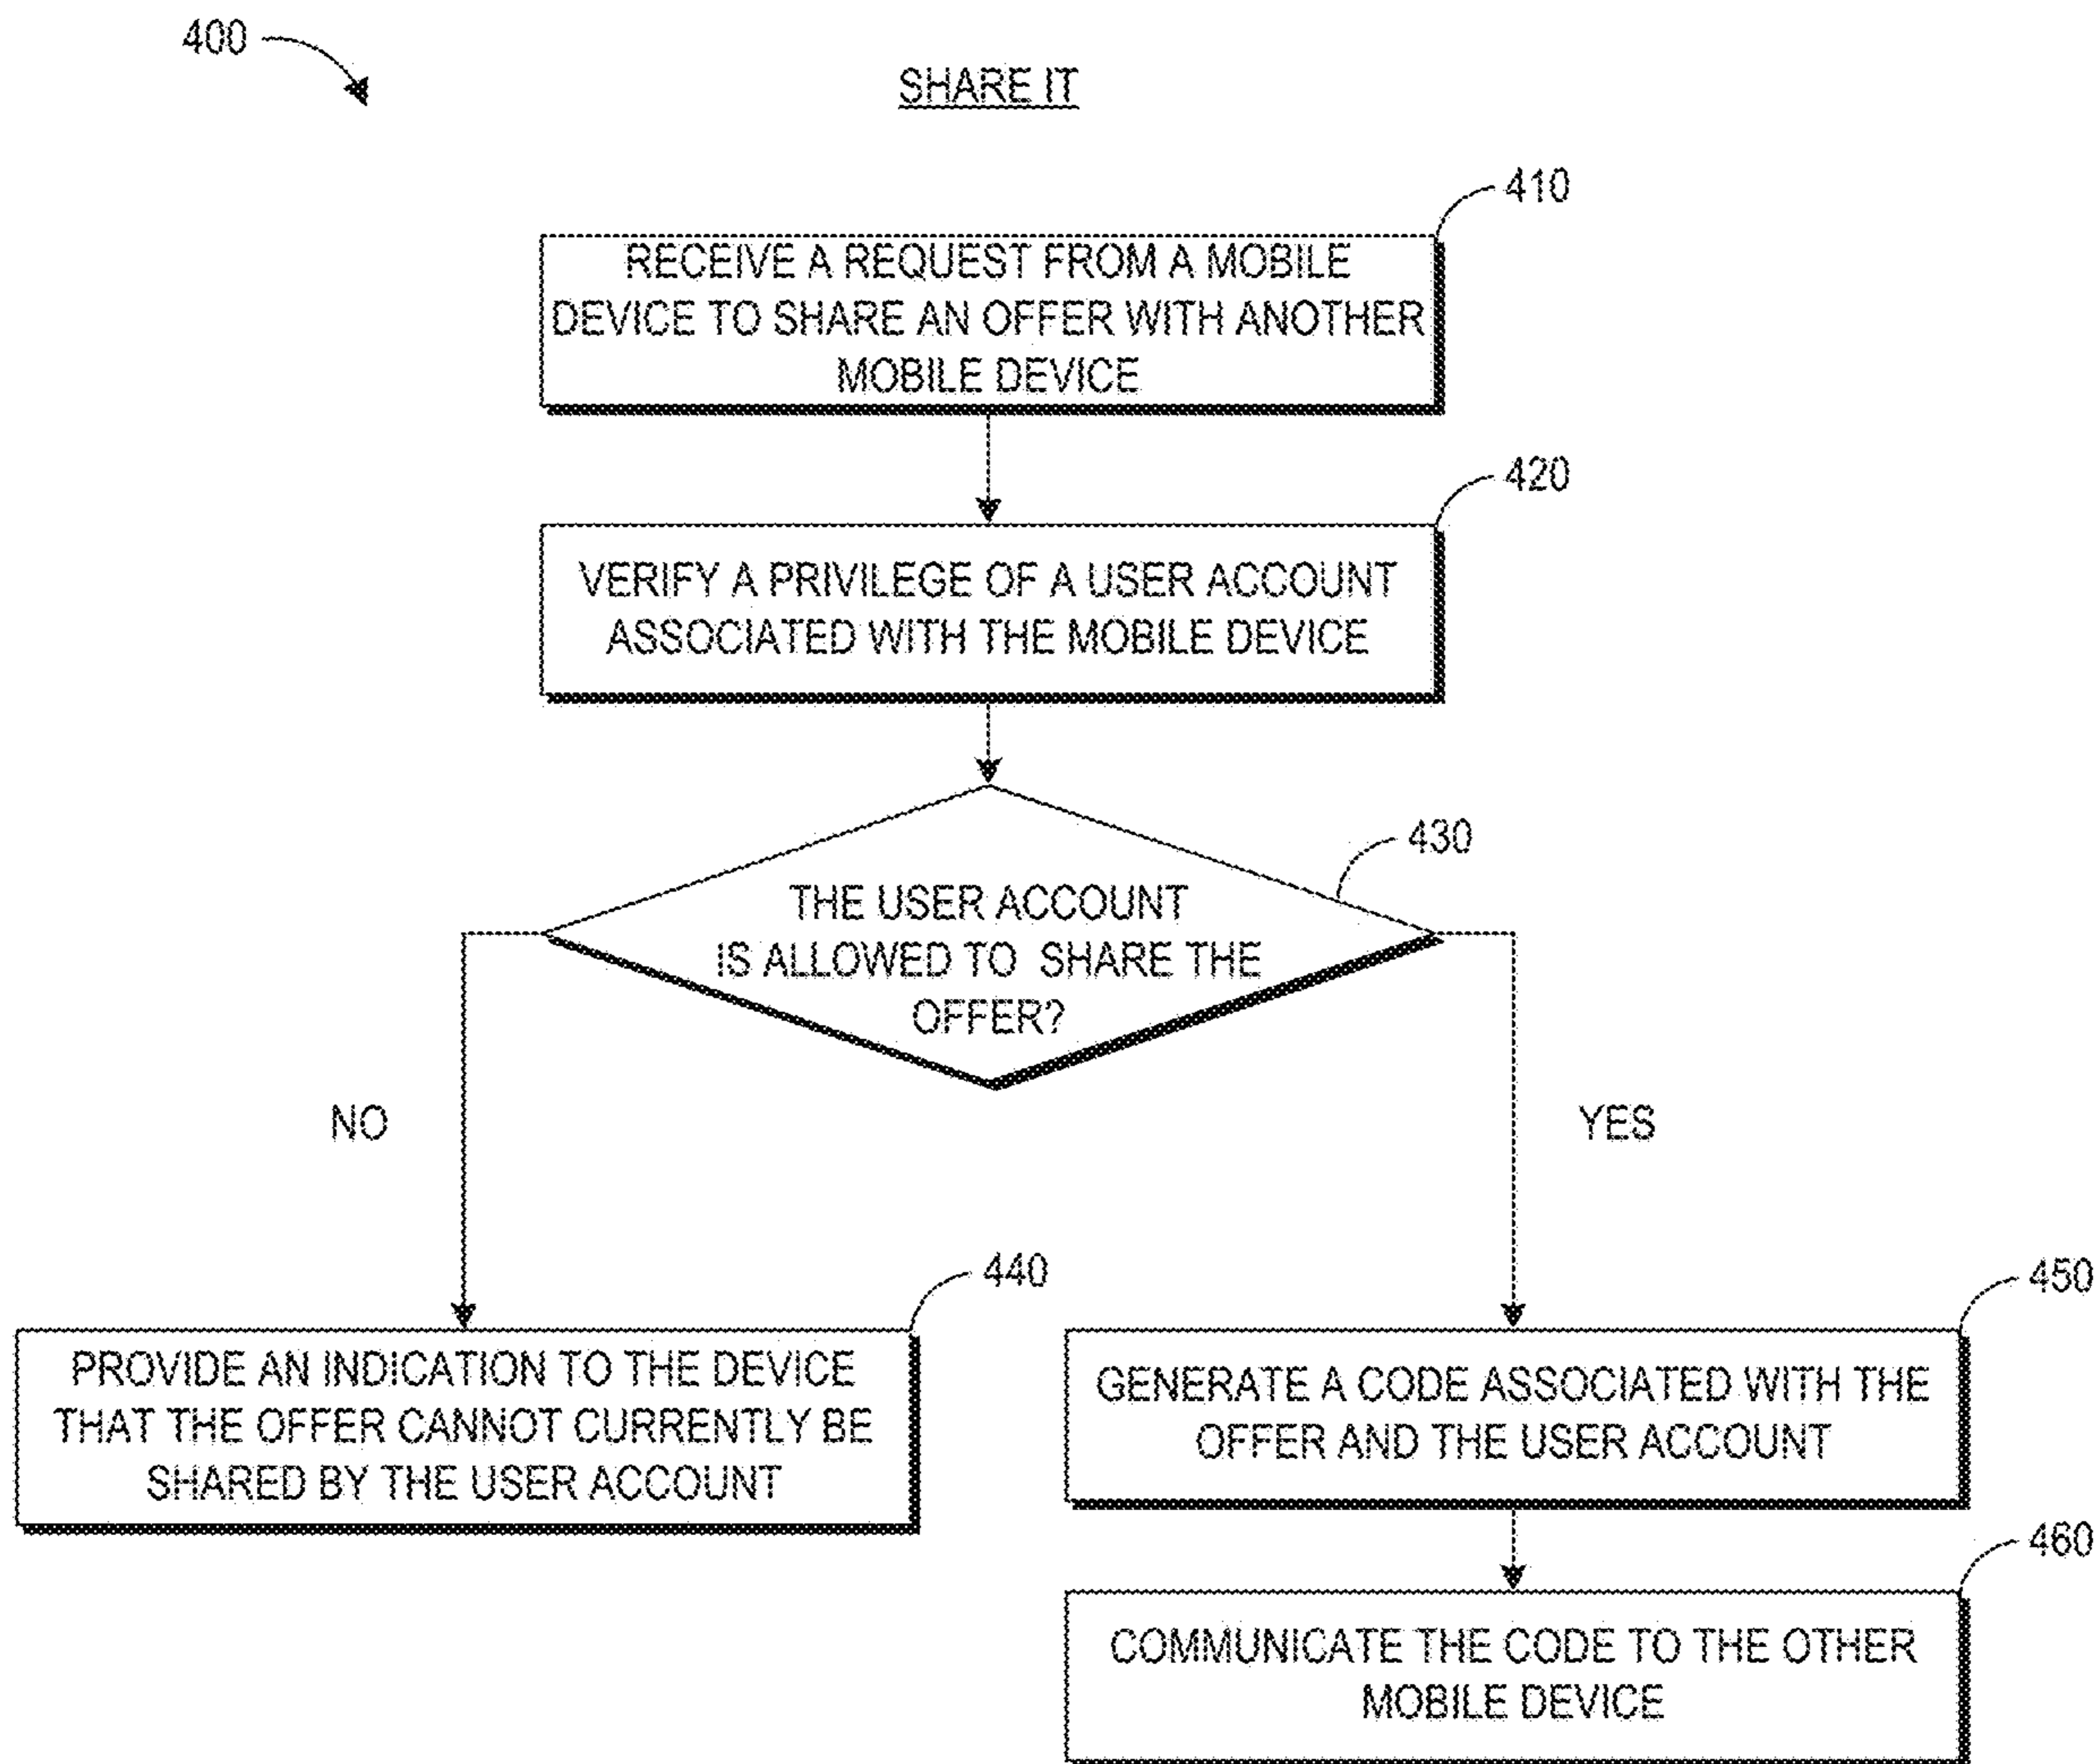 400
SHARE IT
410
RECEIVE A REQUEST FROM A MOBILE
DEVICE TO SHARE AN OFFER WITH ANOTHER
MOBILE DEVICE
420
VERIFY A PRIVILEGE OF A USER ACCOUNT
ASSOCIATED WITH THE MOBILE DEVICE
430
THE USER ACCOUNT
IS ALLOWED TO SHARE THE
OFFER?
NO
YES
440
PROVIDE AN INDICATION TO THE DEVICE
THAT THE OFFER CANNOT CURRENTLY BE
SHARED BY THE USER ACCOUNT
450
GENERATE A CODE ASSOCIATED WITH THE
OFFER AND THE USER ACCOUNT
460
COMMUNICATE THE CODE TO THE OTHER
MOBILE DEVICE